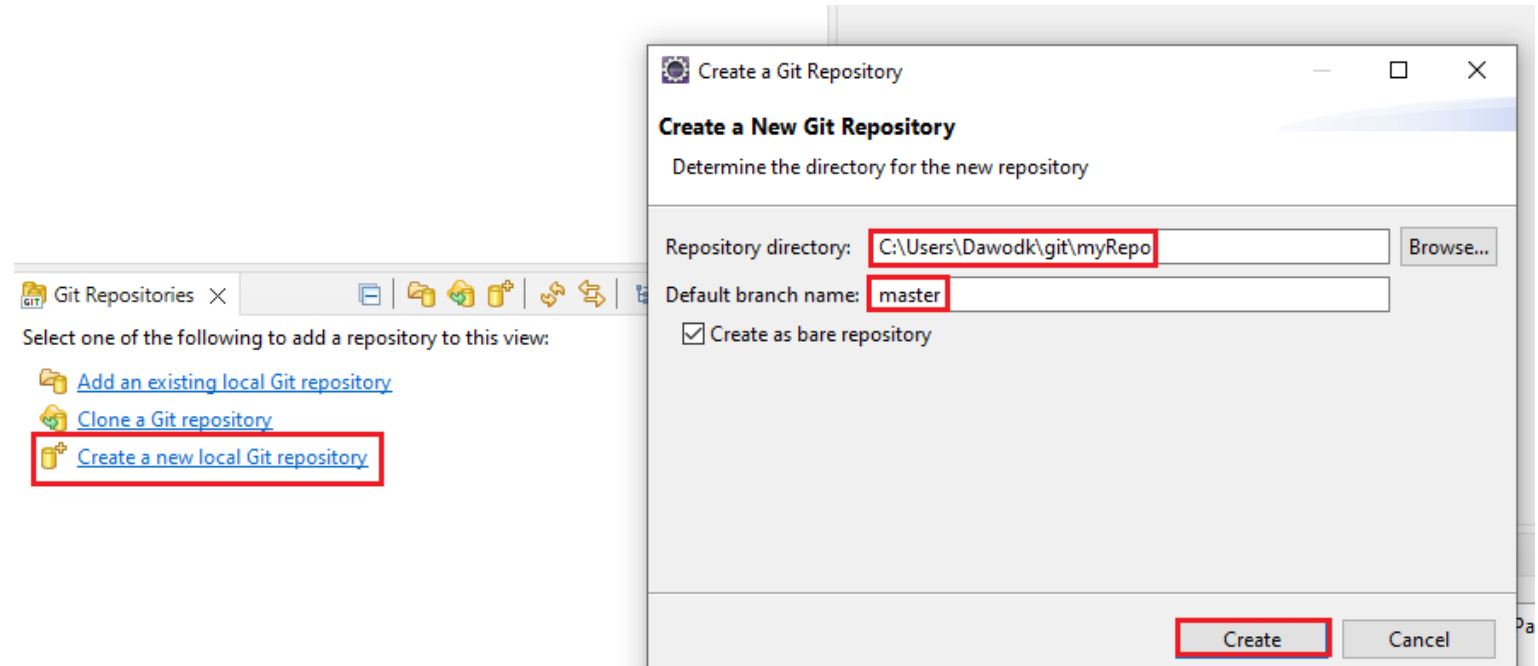 Create a Git Repository
Create a New Git Repository
Determine the directory for the new repository
Repository directory: C:\Users\Dawodk\git\myRepo Browse...
Default branch name: master
Create as bare repository
Create Cancel
GIT Git Repositories
Select one of the following to add a repository to this view:
Add an existing local Git repository
Clone a Git repository
Create a new local Git repository
Pa